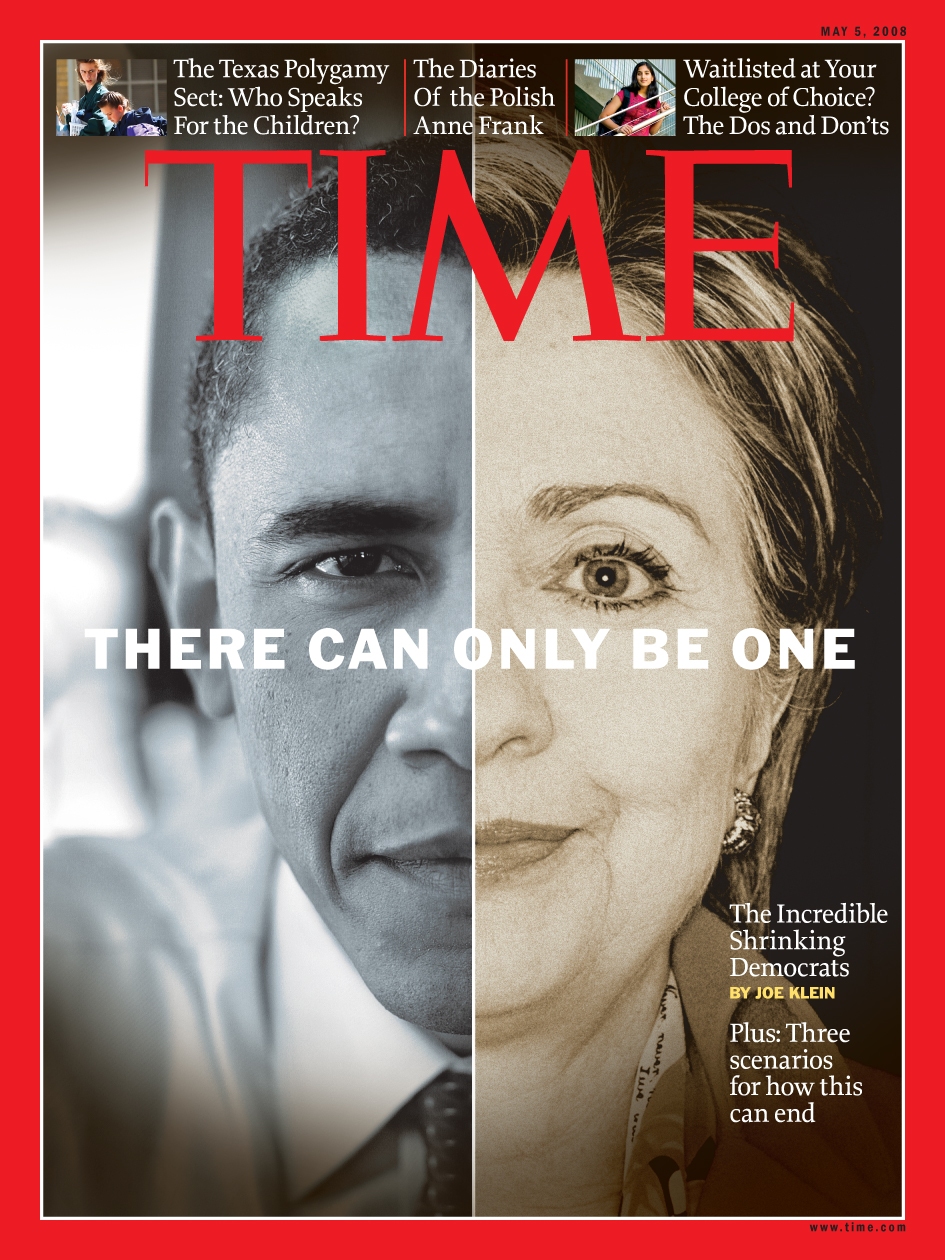 MAY 5, 2008
The Texas Polygamy
Sect: Who Speaks
For the Children?
The Diaries
Of the Polish
Anne Frank
Waitlisted at Your
College of Choice?
The Dos and Don'ts
TIME
THERE CAN ONLY BE ONE
The Incredible
Shrinking
Democrats
BY JOE KLEIN
Plus: Three
scenarios
for how this
can end
www.time.com